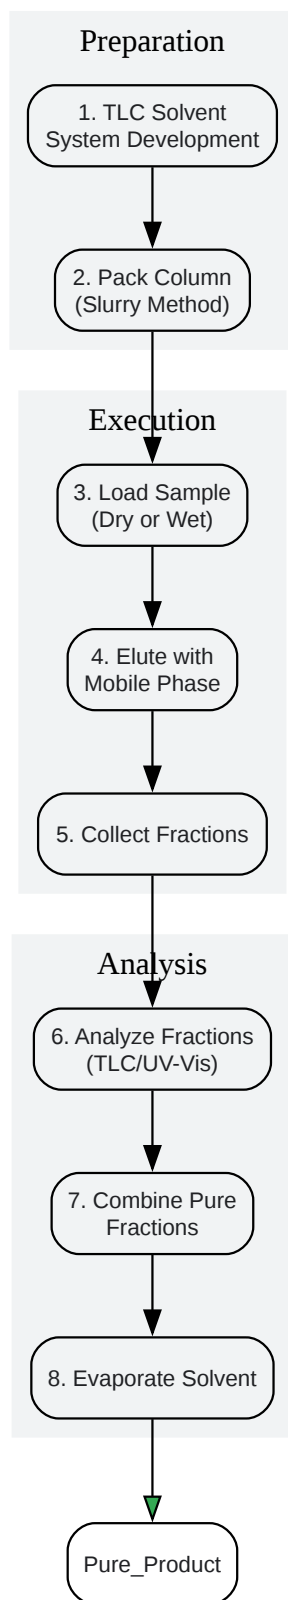 Preparation
1. TLC Solvent
System Development
2. Pack Column
(Slurry Method)
Execution
3. Load Sample
(Dry or Wet)
4. Elute with
Mobile Phase
5. Collect Fractions
Analysis
6. Analyze Fractions
(TLC/UV-Vis)
7. Combine Pure
Fractions
8. Evaporate Solvent
Pure_Product